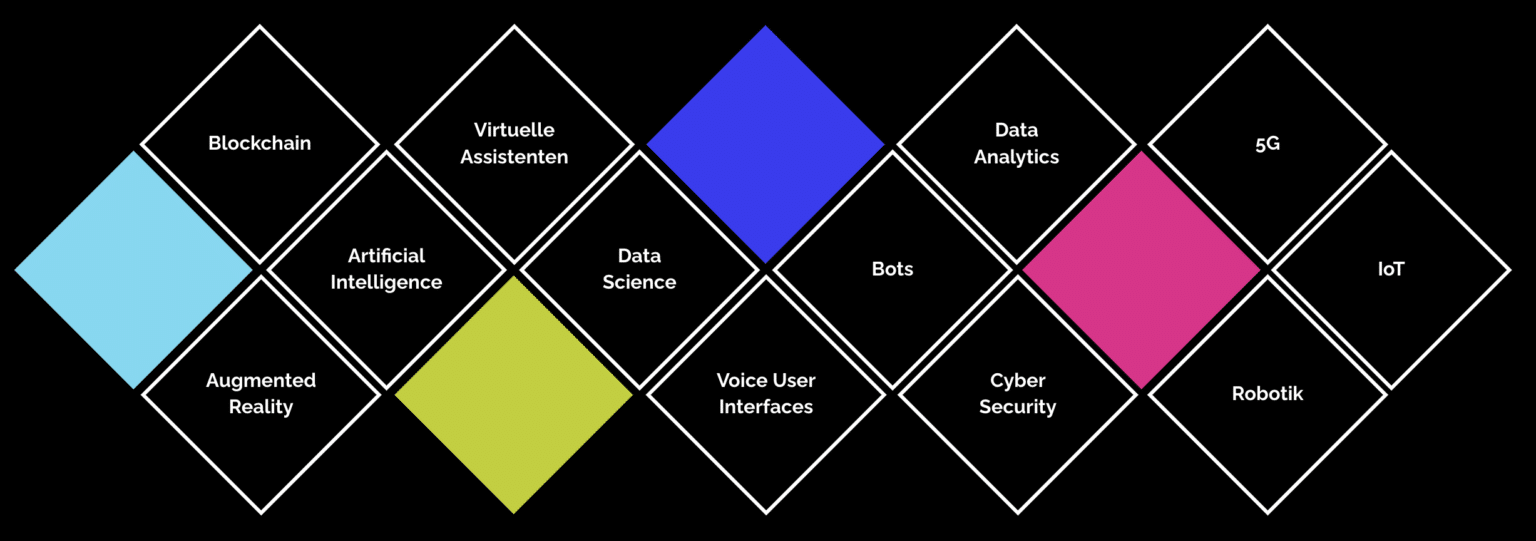 Blockchain
Virtuelle
Assistenten
Data
Analytics
5G
Artificial
Intelligence
Data
Science
Bots
IoT
Augmented
Reality
Voice User
Interfaces
Cyber
Security
Robotik